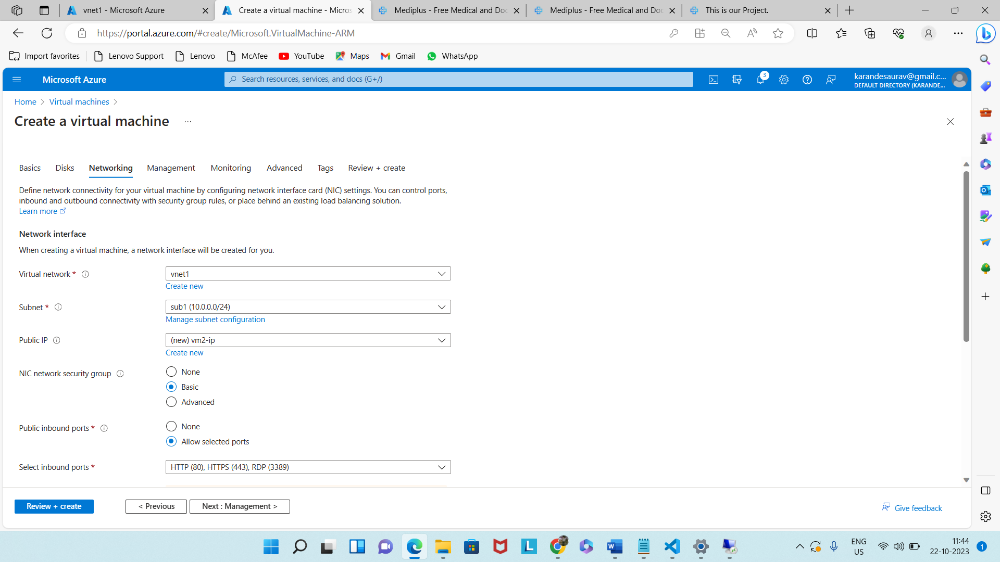 vnet1 - Microsoft Azure
Create a virtual machine - Micros
Mediplus - Free Medical and Doc
Mediplus - Free Medical and Doc
This is our Project.
https://portal.azure.com/#create/Microsoft.VirtualMachine-ARM
Import favorites
Lenovo Support
Lenovo
McAfee
YouTube
Maps
Gmail
WhatsApp
Microsoft Azure
Search resources, services, and docs (G+/)
3
karandesaurav@gmail.c...
DEFAULT DIRECTORY (KARANDE...
Home > Virtual machines >
Create a virtual machine ...
Basics
Disks
Networking
Management
Monitoring
Advanced
Tags
Review + create
Define network connectivity for your virtual machine by configuring network interface card (NIC) settings. You can control ports,
inbound and outbound connectivity with security group rules, or place behind an existing load balancing solution.
Learn more
Network interface
When creating a virtual machine, a network interface will be created for you.
Virtual network *
vnet1
Create new
Subnet *
sub1 (10.0.0.0/24)
Manage subnet configuration
Public IP
(new) vm2-ip
Create new
NIC network security group
None
Basic
Advanced
Public inbound ports *
None
Allow selected ports
Select inbound ports *
HTTP (80), HTTPS (443), RDP (3389)
Review + create
< Previous
Next : Management >
Give feedback
ENG
US
11:44
22-10-2023
1